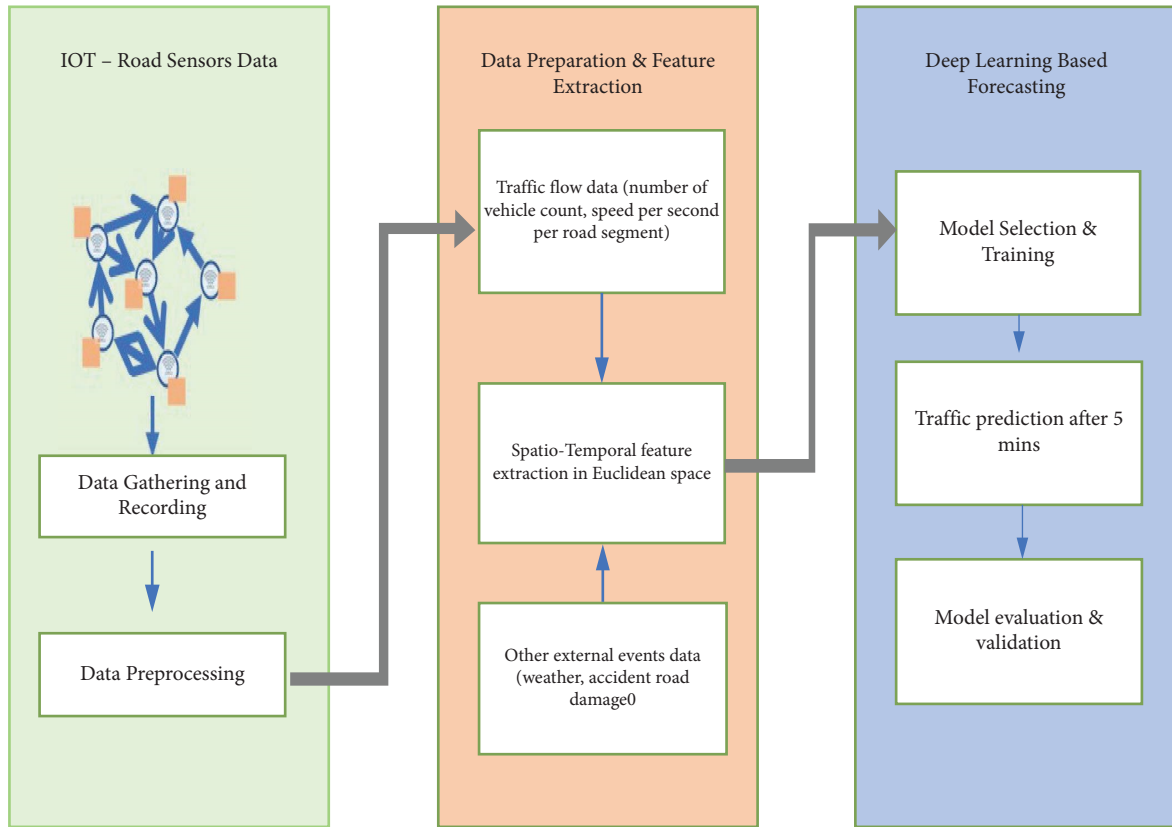 IOT – Road Sensors Data
Data Gathering and
Recording
Data Preprocessing
Data Preparation & Feature
Extraction
Traffic flow data (number of
vehicle count, speed per second
per road segment)
Spatio-Temporal feature
extraction in Euclidean space
Other external events data
(weather, accident road
damage0
Deep Learning Based
Forecasting
Model Selection &
Training
Traffic prediction after 5
mins
Model evaluation &
validation